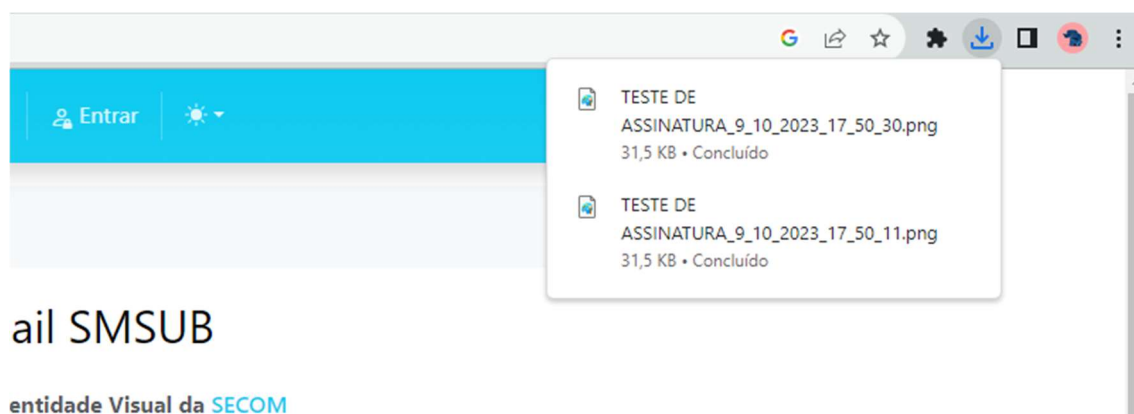 Entrar
TESTE DE
ASSINATURA_9_10_2023_17_50_30.png
31,5 KB • Concluído
TESTE DE
ASSINATURA_9_10_2023_17_50_11.png
31,5 KB • Concluído
ail SMSUB
entidade Visual da SECOM